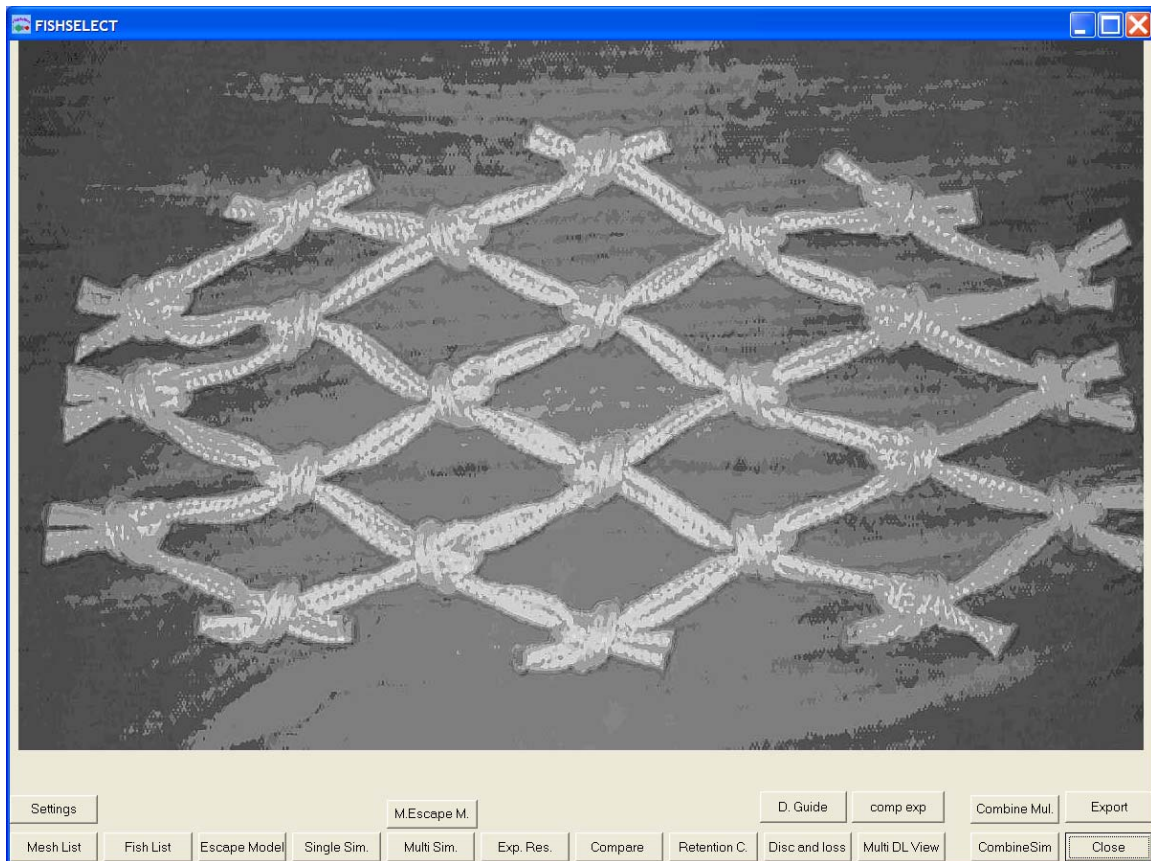 FISHSELECT
Settings M.Escape M. D. Guide comp exp Combine Mul. Export
Mesh List Fish List Escape Model Single Sim. Multi Sim. Exp. Res. Compare Retention C. Disc and loss Multi DL View CombineSim Close